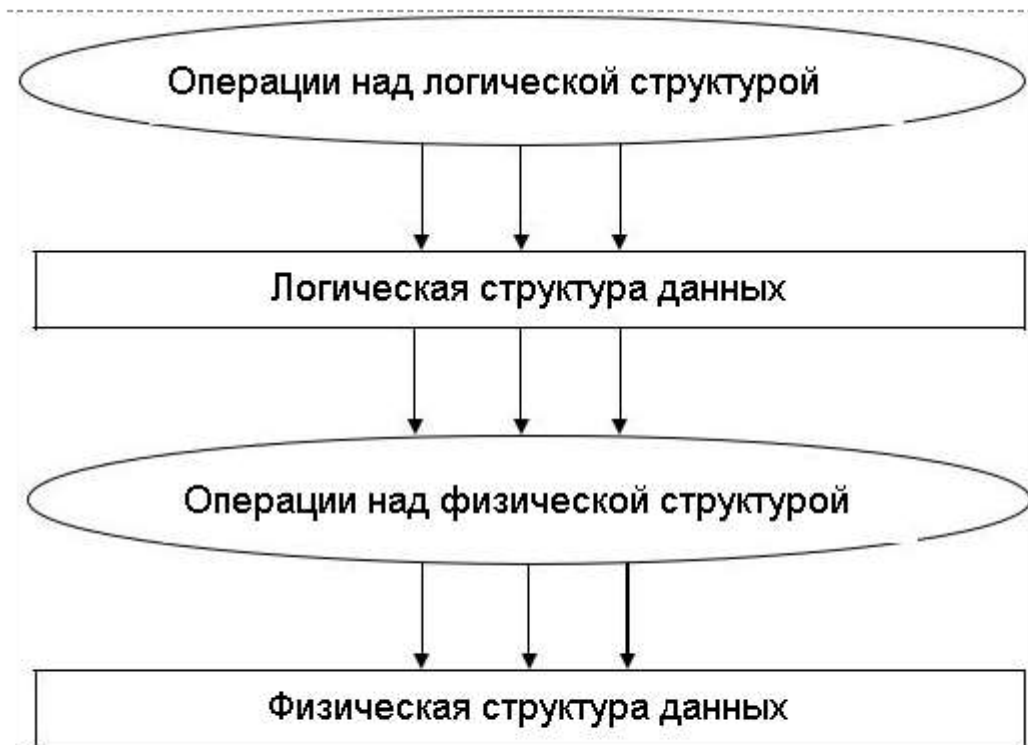 Операции над логической структурой
Логическая структура данных
Операции над физической структурой
Физическая структура данных